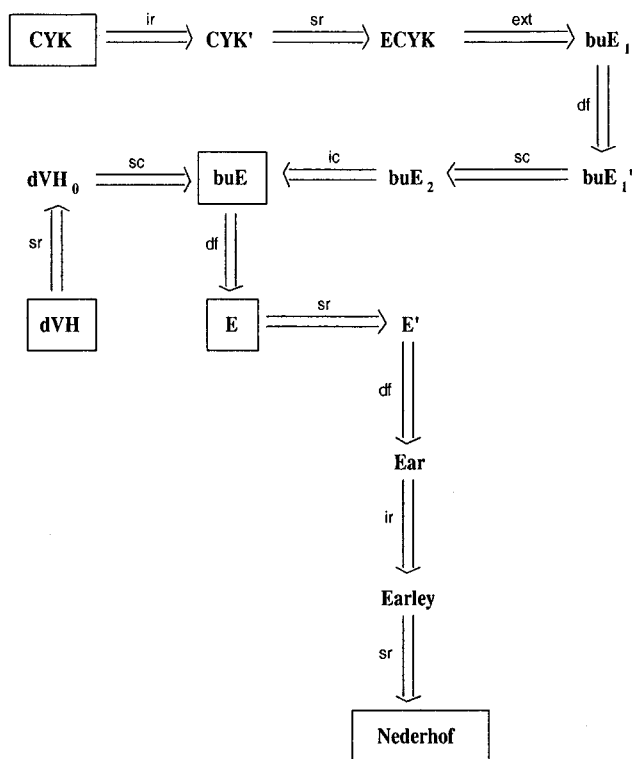 CYK ir CYK' sr ECYK ext buE₁
df
dVH₀ sc buE ic buE₂ sc buE₁'
sr df
dVH E sr E'
df
Ear
ir
Earley
sr
Nederhof